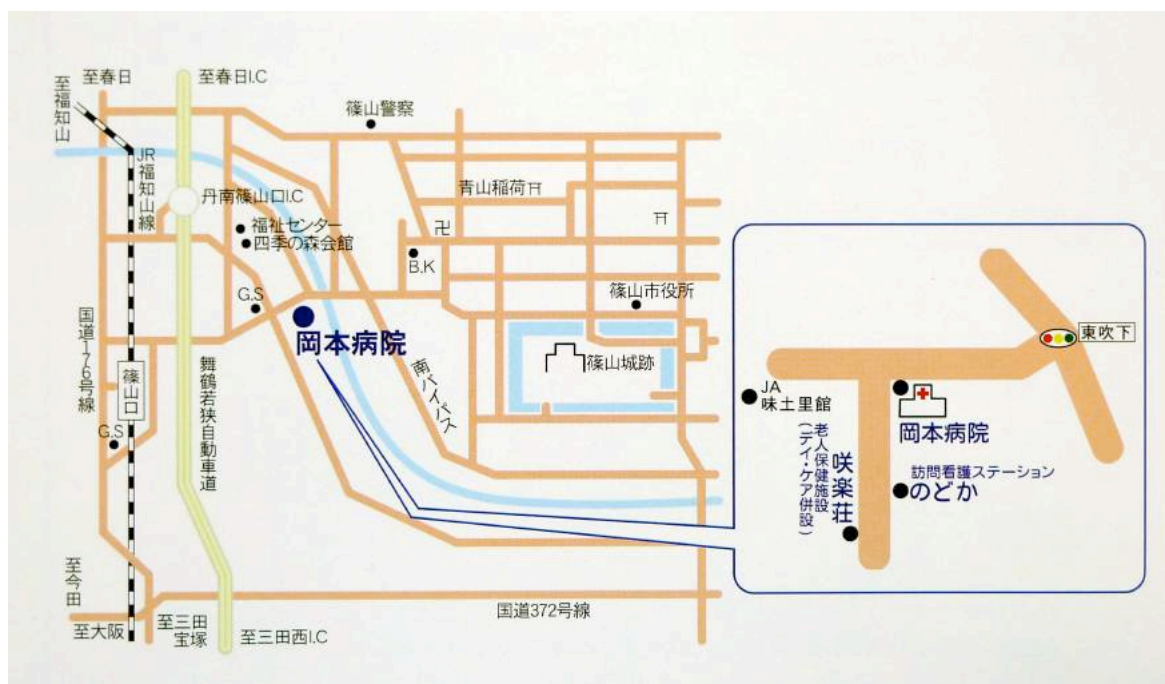 至春日
至春日I.C
至福知山
篠山警察
JR福知山線
丹南篠山口I.C
青山稲荷
福祉センター
四季の森会館
B.K
G.S
篠山市役所
岡本病院
国道176号線
篠山口
舞鶴若狭自動車道
南バイパス
篠山城跡
G.S
至今田
至大阪
至三田
宝塚
至三田西I.C
国道372号線
東吹下
JA
味土里館
岡本病院
咲楽荘
老人保健施設
(デイ・ケア併設)
訪問看護ステーション
のどか